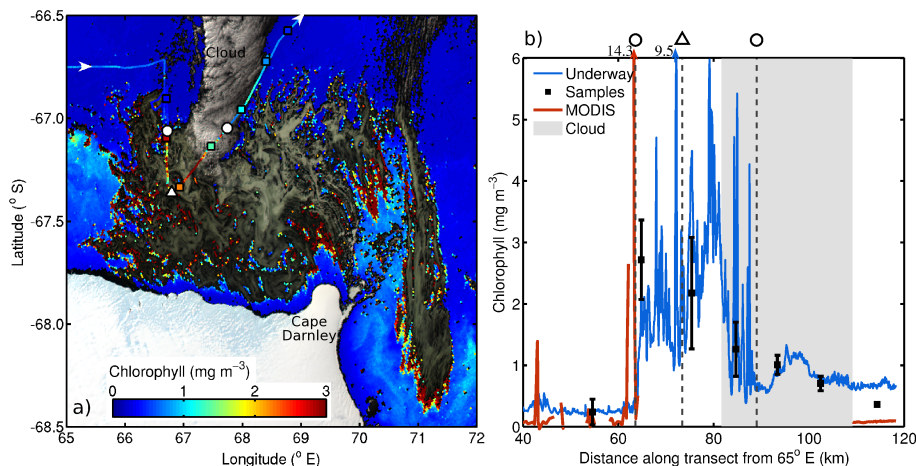 -66.5
-67.0
-67.5
-68.0
-68.5
Latitude (° S)
Cloud
Cape
Darnley
Chlorophyll (mg m⁻³)
0 1 2 3
a)
65 66 67 68 69 70 71 72
Longitude (° E)
b)
14.3
9.5
6
5
4
3
2
1
0
Chlorophyll (mg m⁻³)
Underway
Samples
MODIS
Cloud
40 60 80 100 120
Distance along transect from 65° E (km)